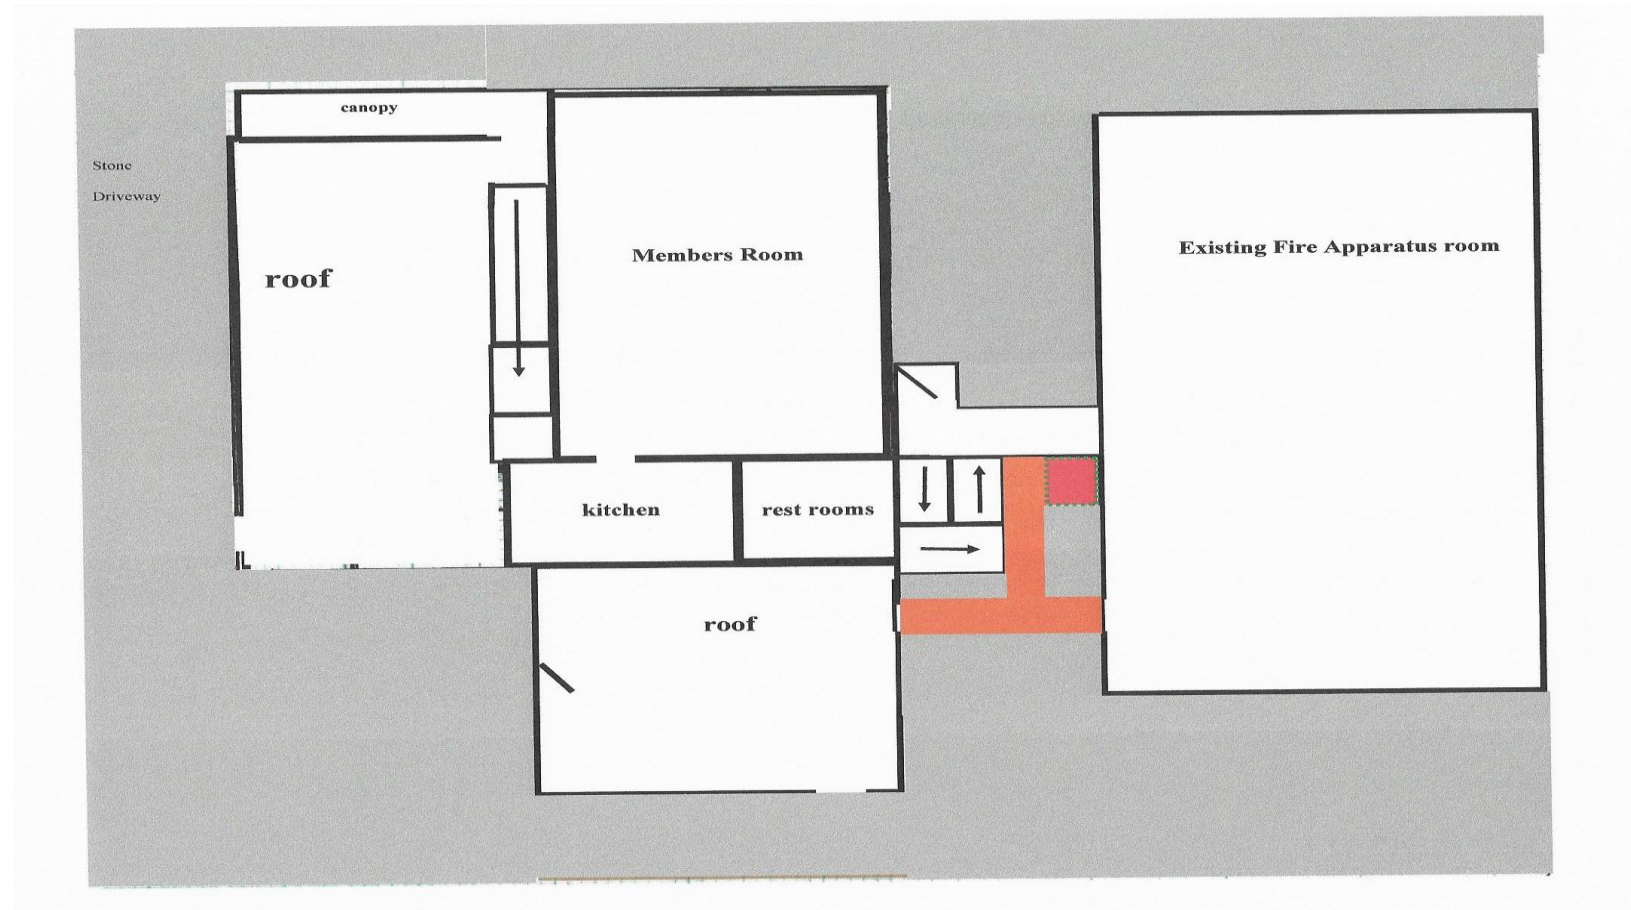 canopy
Stone
Driveway
roof
Members Room
Existing Fire Apparatus room
kitchen
rest rooms
roof